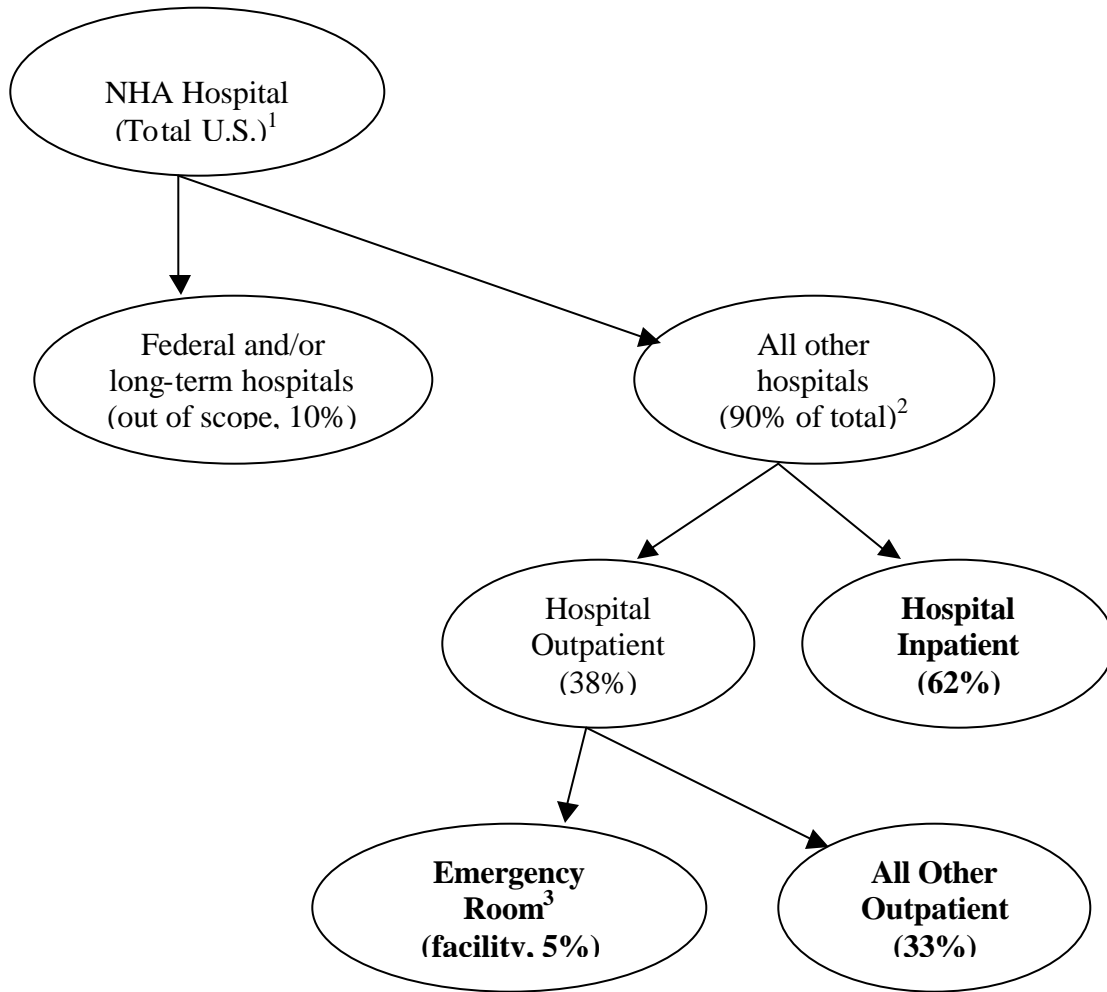 NHA Hospital
(Total U.S.)¹
Federal and/or
long-term hospitals
(out of scope, 10%)
All other
hospitals
(90% of total)²
Hospital
Outpatient
(38%)
Hospital
Inpatient
(62%)
Emergency
Room³
(facility, 5%)
All Other
Outpatient
(33%)